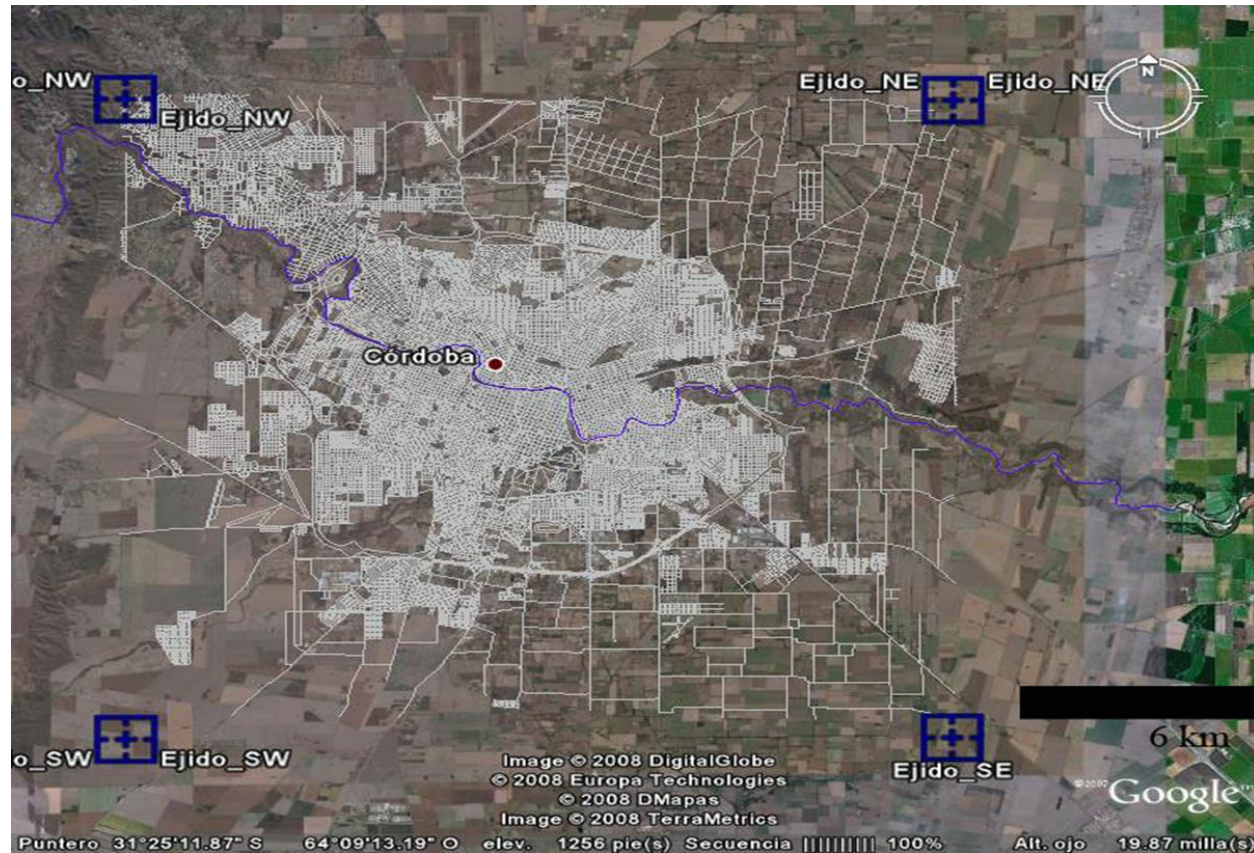 o_NW
Ejido_NW
Ejido_NE Ejido_NE
N
Córdoba
6 km
o_SW Ejido_SW
Ejido_SE
Image © 2008 DigitalGlobe
© 2008 Europa Technologies
© 2008 DMapas
Image © 2008 TerraMetrics
©2007 Google™
Puntero 31°25'11.87" S 64°09'13.19" O elev. 1256 pie(s) Secuencia 100% Alt. ojo 19.87 milla(s)